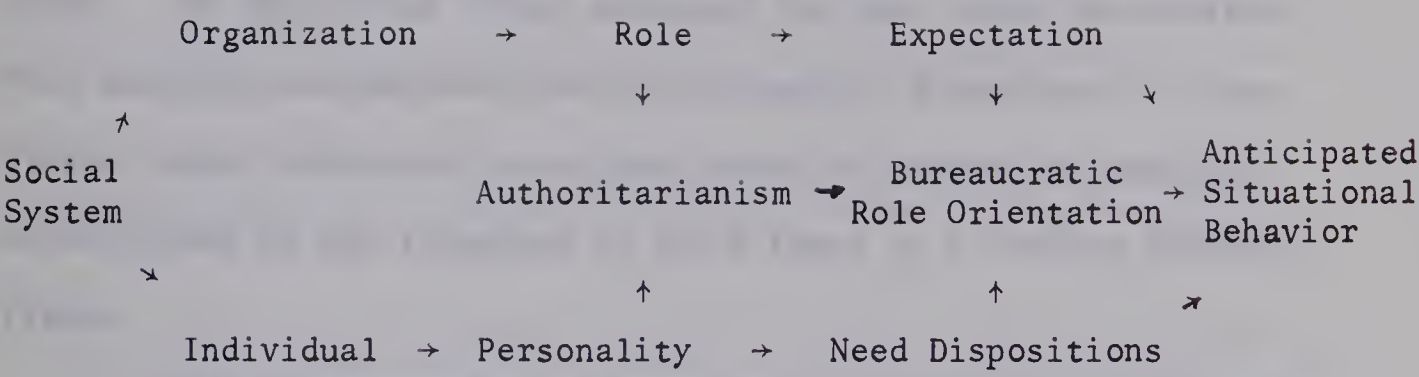 Organization → Role → Expectation
↓ ↓ ↘
↗
Social
System
Authoritarianism → Bureaucratic
Role Orientation → Anticipated
Situational
Behavior
↘ ↑ ↑ ↗
Individual → Personality → Need Dispositions